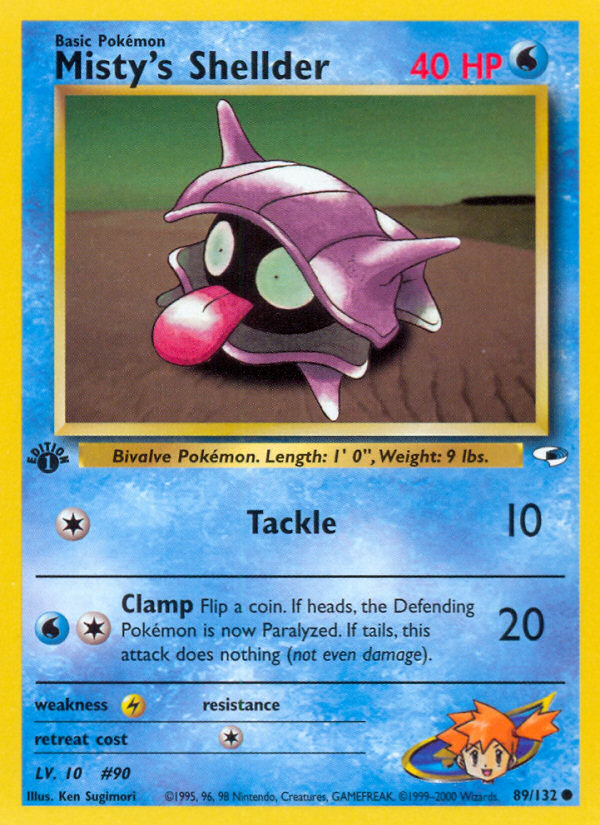 Basic Pokémon
Misty's Shellder 40 HP
EDITION
1
Bivalve Pokémon. Length: 1' 0", Weight: 9 lbs.
Tackle 10
Clamp Flip a coin. If heads, the Defending
Pokémon is now Paralyzed. If tails, this
attack does nothing (not even damage).
20
weakness resistance
retreat cost
LV. 10 #90
Illus. Ken Sugimori ©1995, 96, 98 Nintendo, Creatures, GAMEFREAK. ©1999-2000 Wizards. 89/132